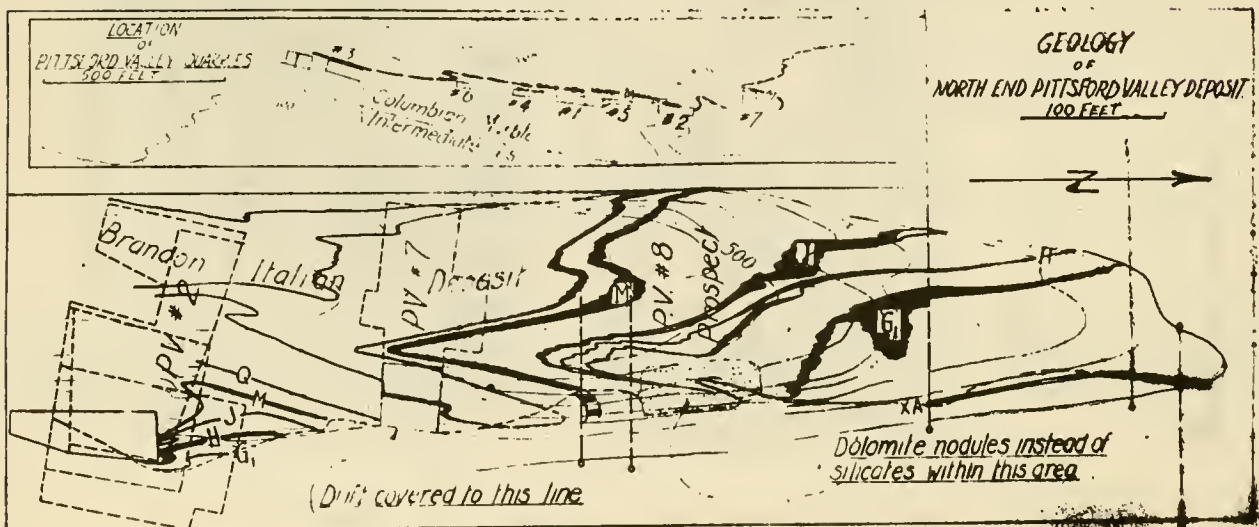 LOCATION
OF
PITTSFORD VALLEY QUARRIES
500 FEET
#3
#6
#4
#1
#5
#2
#7
Columbian Marble
Intermediate
GEOLOGY
OF
NORTH END PITTSFORD VALLEY DEPOSIT
100 FEET
N
Brandon
Italian
Deposit
PV #2
PV #7
P.V. #8
Prospect
500
M
H
G₁
A
Q
M
J
H
G₁
XA
Dolomite nodules instead of
silicates within this area
(Drift covered to this line